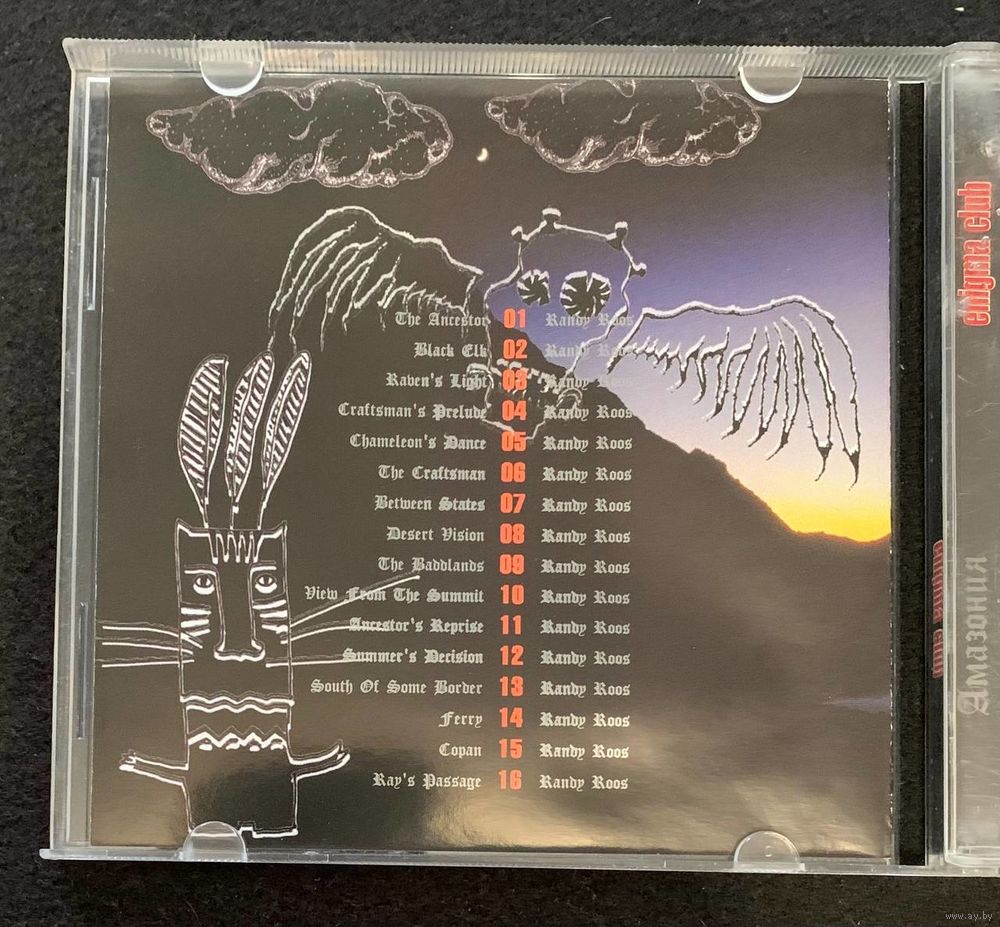 The Ancestor 01 Randy Roos
Black Elk 02 Randy Roos
Raven's Light 03 Randy Roos
Craftsman's Prelude 04 Randy Roos
Chameleon's Dance 05 Randy Roos
The Craftsman 06 Randy Roos
Between States 07 Randy Roos
Desert Vision 08 Randy Roos
The Baddlands 09 Randy Roos
View From The Summit 10 Randy Roos
Ancestor's Reprise 11 Randy Roos
Summer's Decision 12 Randy Roos
South Of Some Border 13 Randy Roos
Ferry 14 Randy Roos
Copan 15 Randy Roos
Ray's Passage 16 Randy Roos
enigma club
Амазония
www.ay.by